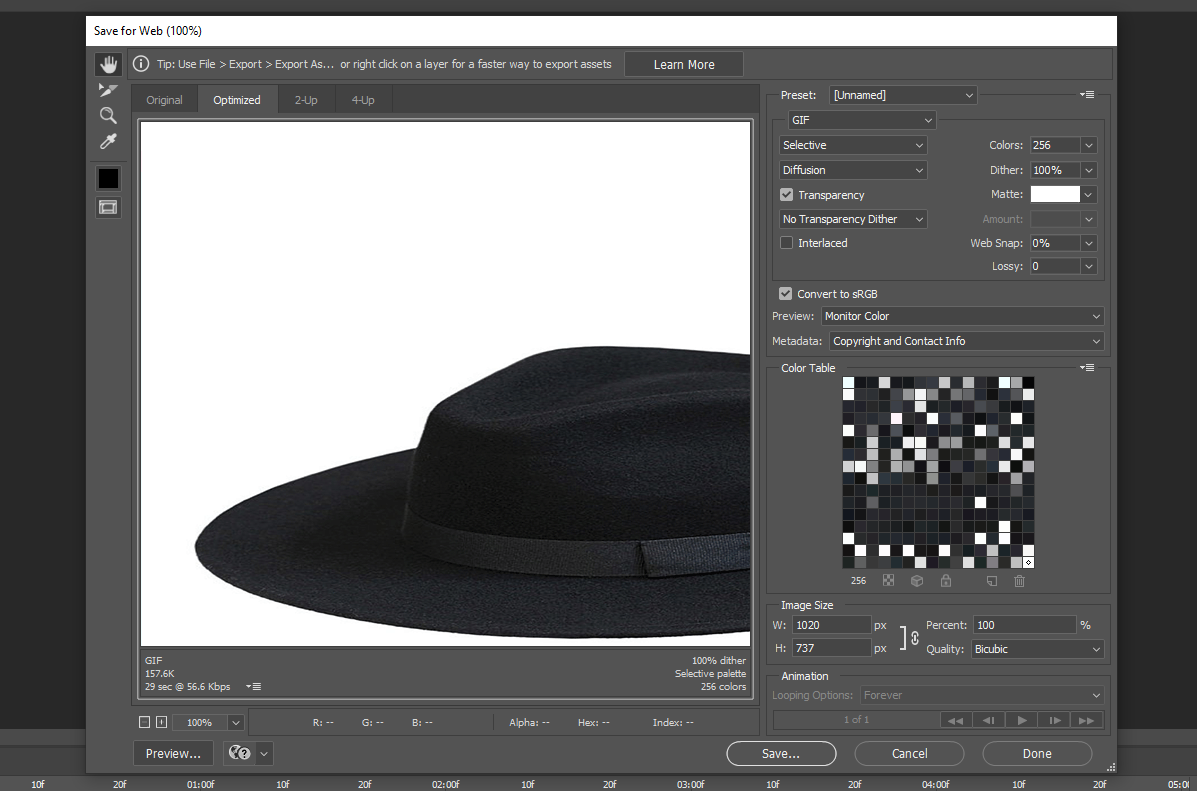 Save for Web (100%)
Tip: Use File > Export > Export As... or right click on a layer for a faster way to export assets
Learn More
Original
Optimized
2-Up
4-Up
Preset: [Unnamed]
GIF
Selective
Colors: 256
Diffusion
Dither: 100%
Transparency
Matte:
No Transparency Dither
Amount:
Interlaced
Web Snap: 0%
Lossy: 0
Convert to sRGB
Preview: Monitor Color
Metadata: Copyright and Contact Info
Color Table
256
Image Size
W: 1020 px
Percent: 100 %
H: 737 px
Quality: Bicubic
Animation
Looping Options: Forever
1 of 1
GIF
157.6K
29 sec @ 56.6 Kbps
100% dither
Selective palette
256 colors
100%
R: --
G: --
B: --
Alpha: --
Hex: --
Index: --
Preview...
Save...
Cancel
Done
10f
20f
01:00f
10f
20f
02:00f
10f
20f
03:00f
10f
20f
04:00f
10f
20f
05:0